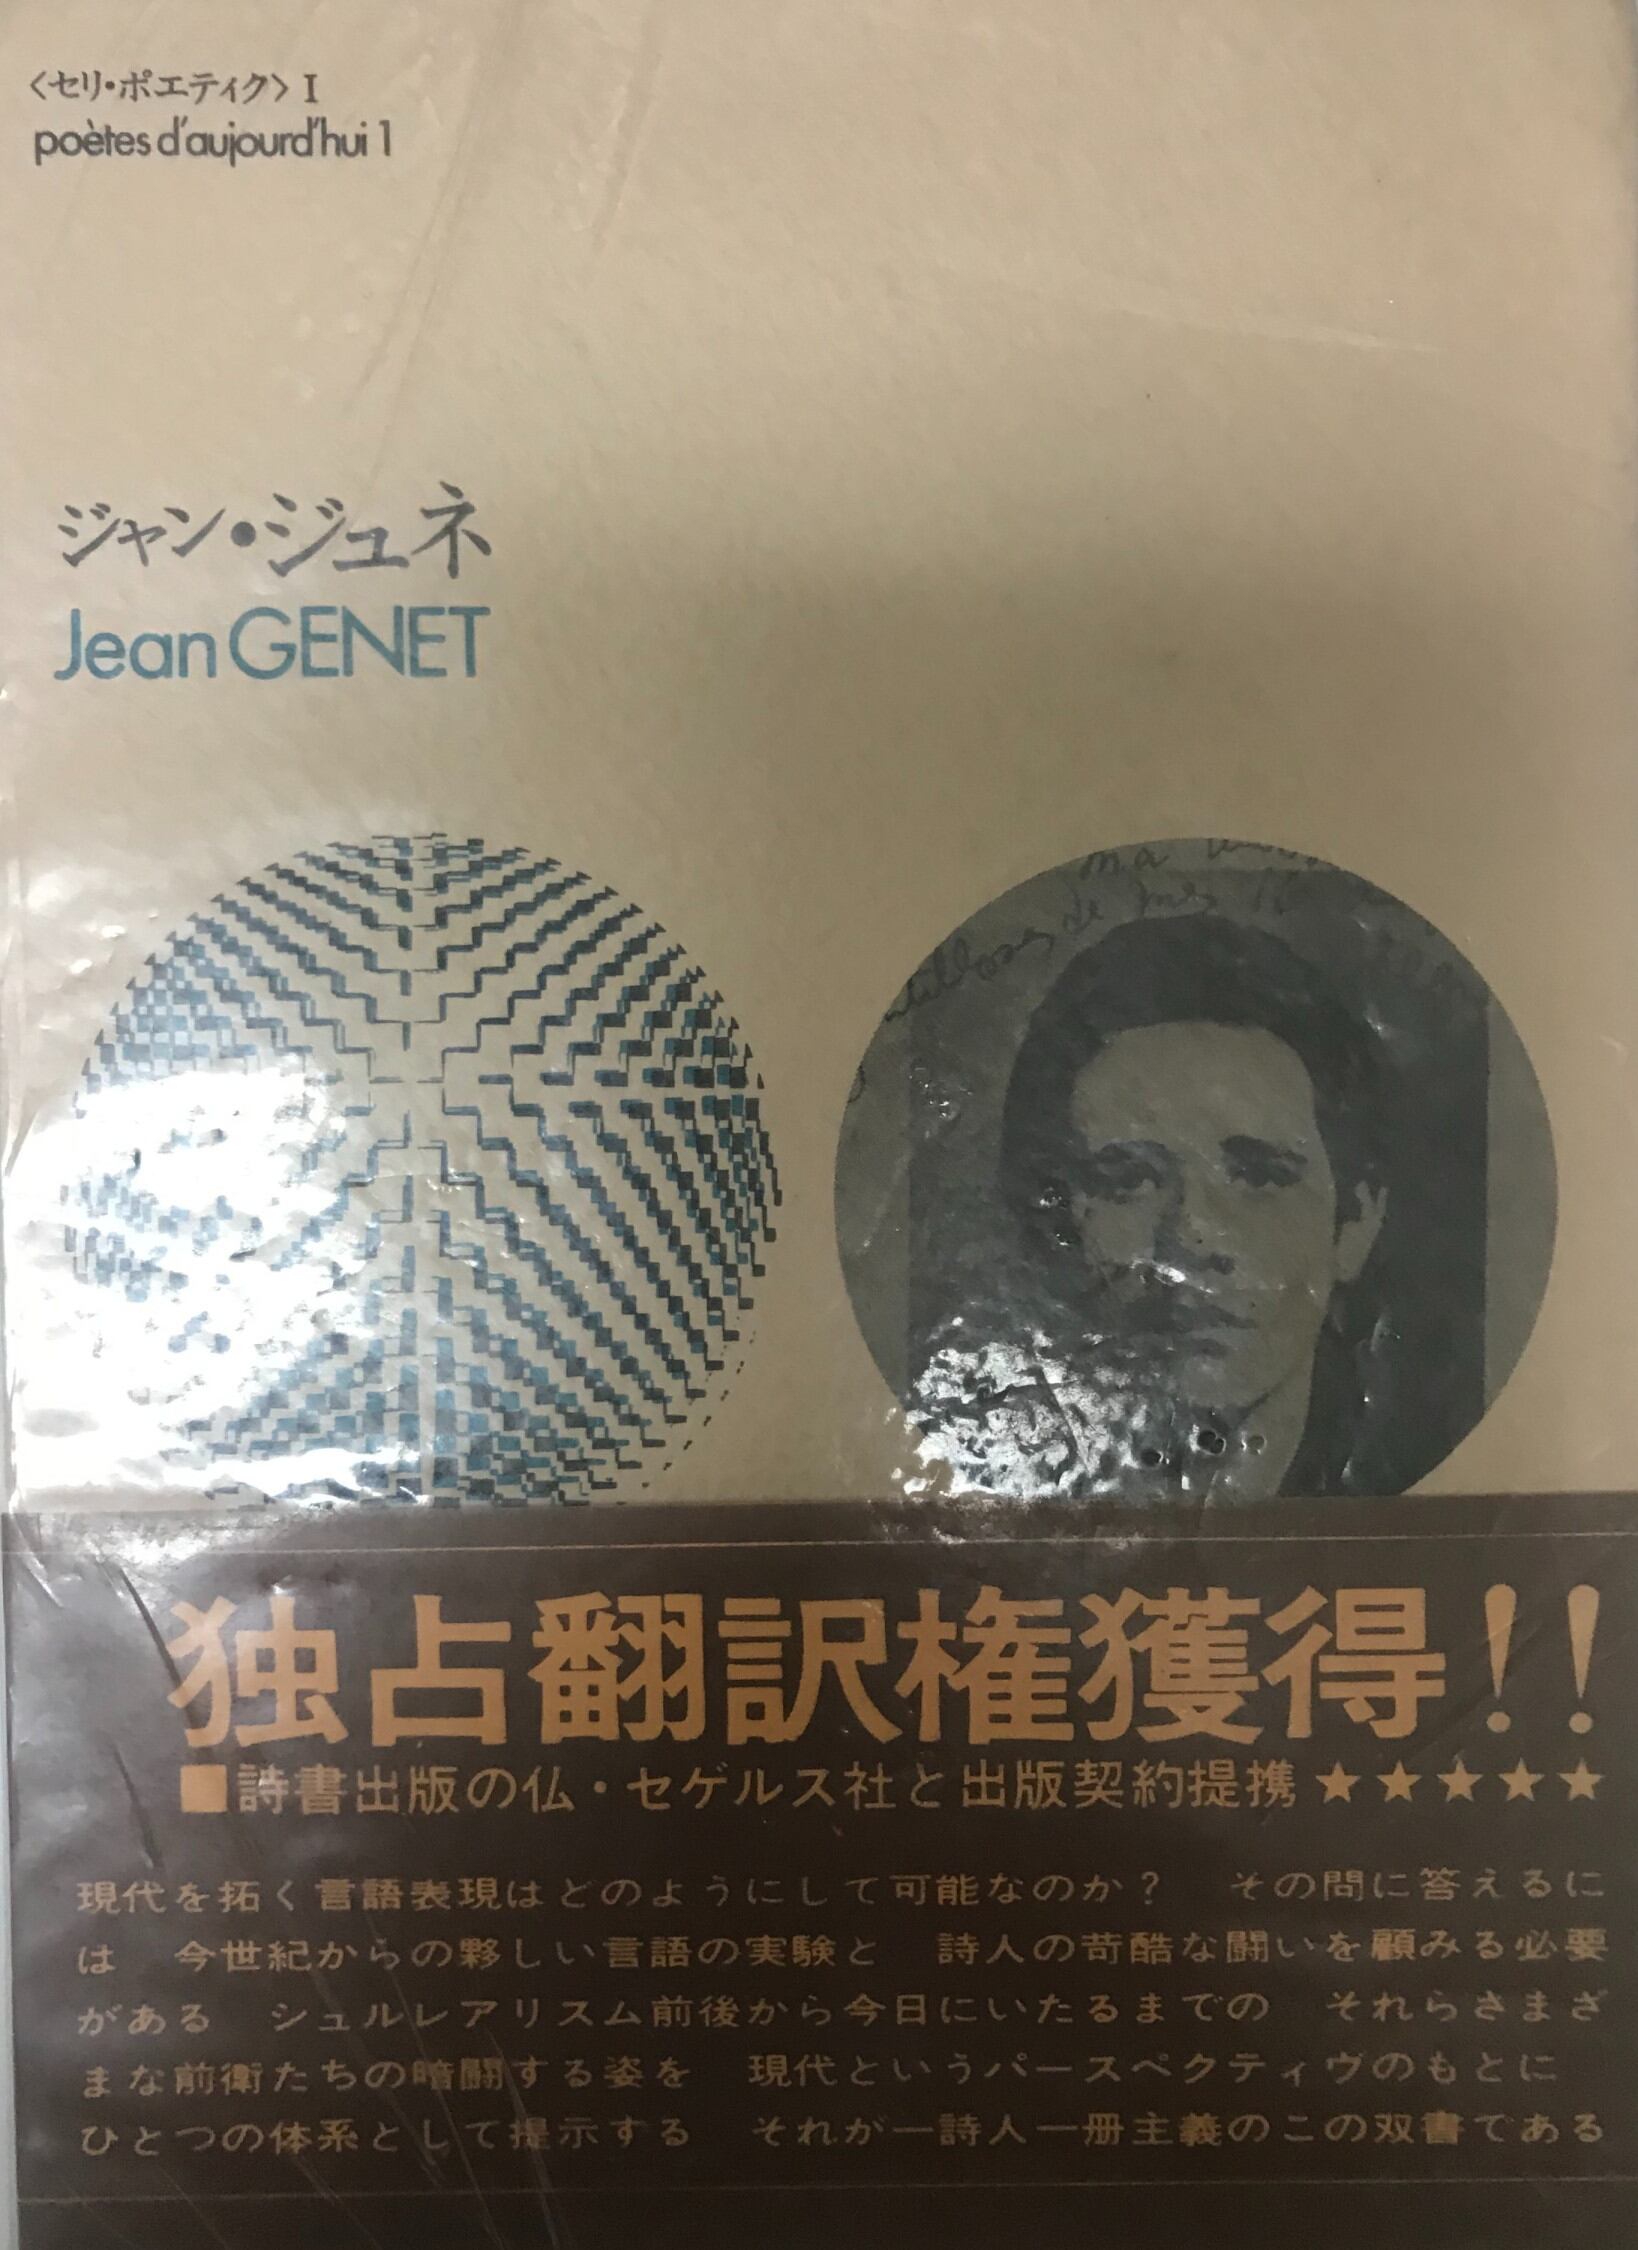 〈セリ・ポエティク〉I
poètes d'aujourd'hui 1
ジャン・ジュネ
Jean GENET
独占翻訳権獲得!!
■詩書出版の仏・セゲルス社と出版契約提携★★★★★
現代を拓く言語表現はどのようにして可能なのか？　その問に答えるに
は　今世紀からの夥しい言語の実験と　詩人の苛酷な闘いを顧みる必要
がある　シュルレアリスム前後から今日にいたるまでの　それらさまざ
まな前衛たちの暗闘する姿を　現代というパースペクティヴのもとに
ひとつの体系として提示する　それが一詩人一冊主義のこの双書である